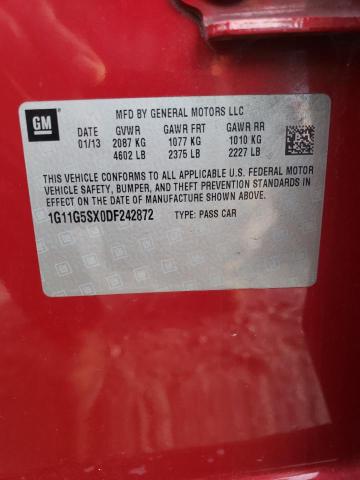 GM
MFD BY GENERAL MOTORS LLC
DATE GVWR GAWR FRT GAWR RR
01/13 2087 KG 1077 KG 1010 KG
4602 LB 2375 LB 2227 LB
THIS VEHICLE CONFORMS TO ALL APPLICABLE U.S. FEDERAL MOTOR
VEHICLE SAFETY, BUMPER, AND THEFT PREVENTION STANDARDS
IN EFFECT ON THE DATE OF MANUFACTURE SHOWN ABOVE.
1G11G5SX0DF242872 TYPE: PASS CAR